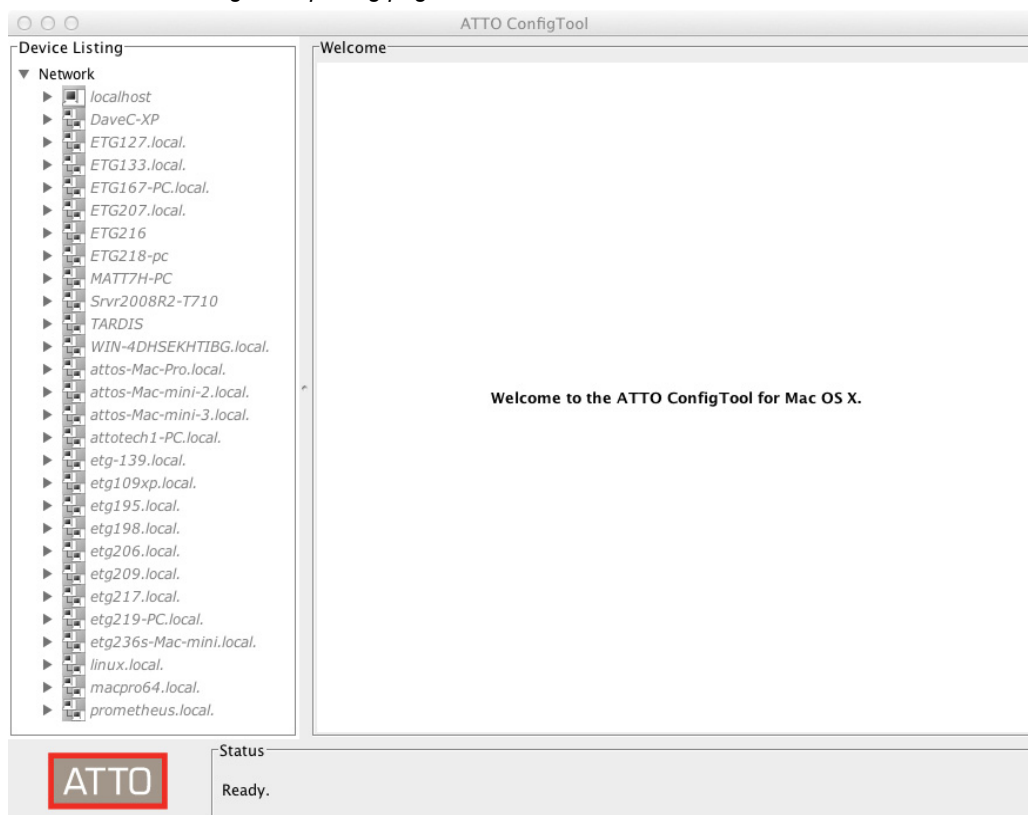 ATTO ConfigTool
Device Listing
Network
localhost
DaveC-XP
ETG127.local.
ETG133.local.
ETG167-PC.local.
ETG207.local.
ETG216
ETG218-pc
MATT7H-PC
Srvr2008R2-T710
TARDIS
WIN-4DHSEKHTIBG.local.
attos-Mac-Pro.local.
attos-Mac-mini-2.local.
attos-Mac-mini-3.local.
attotech1-PC.local.
etg-139.local.
etg109xp.local.
etg195.local.
etg198.local.
etg206.local.
etg209.local.
etg217.local.
etg219-PC.local.
etg236s-Mac-mini.local.
linux.local.
macpro64.local.
prometheus.local.
Welcome
Welcome to the ATTO ConfigTool for Mac OS X.
ATTO
Status
Ready.